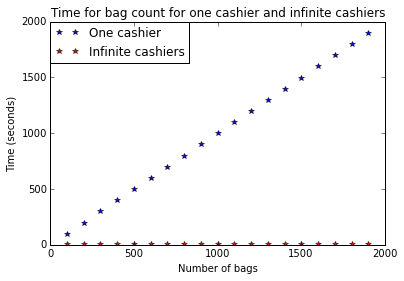 Time for bag count for one cashier and infinite cashiers
One cashier
Infinite cashiers
2000
1500
1000
500
0
Time (seconds)
0 500 1000 1500 2000
Number of bags